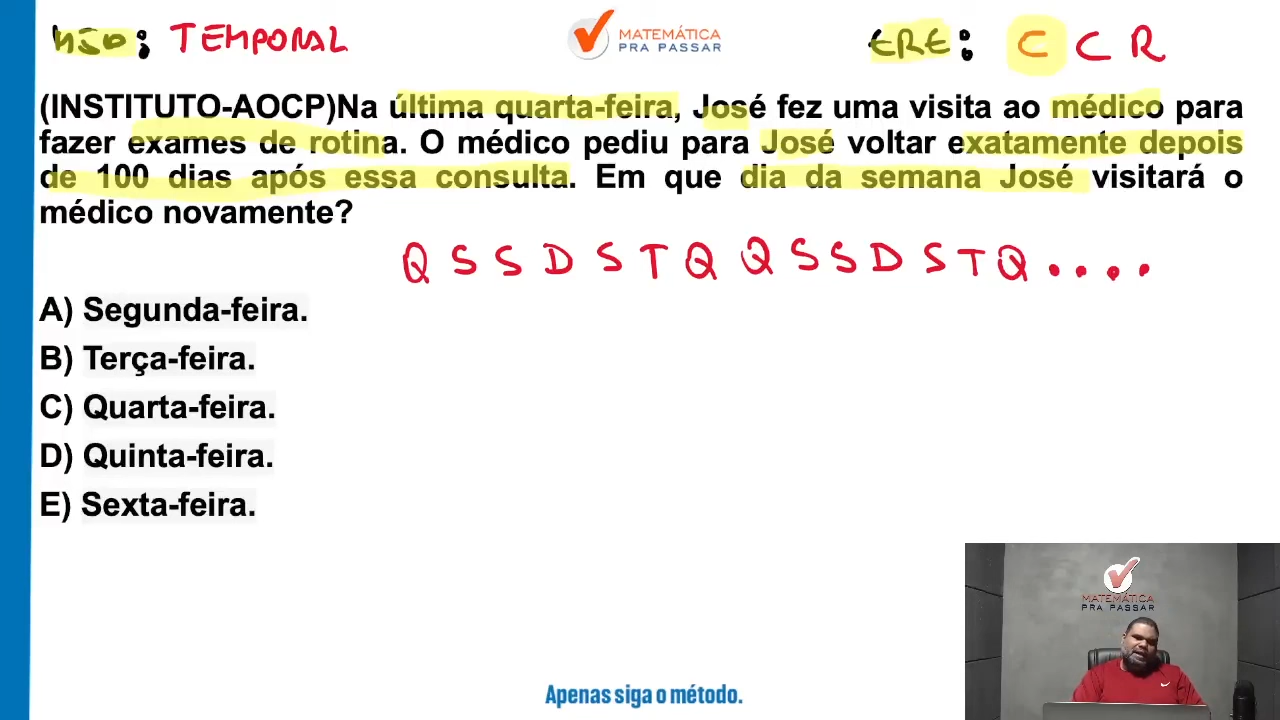 NÃO: TEMPORAL
MATEMÁTICA
PRA PASSAR
CRE: C C R
(INSTITUTO-AOCP)Na última quarta-feira, José fez uma visita ao médico para
fazer exames de rotina. O médico pediu para José voltar exatamente depois
de 100 dias após essa consulta. Em que dia da semana José visitará o
médico novamente?
Q S S D S T Q Q S S D S T Q ....
A) Segunda-feira.
B) Terça-feira.
C) Quarta-feira.
D) Quinta-feira.
E) Sexta-feira.
MATEMÁTICA
PRA PASSAR
Apenas siga o método.